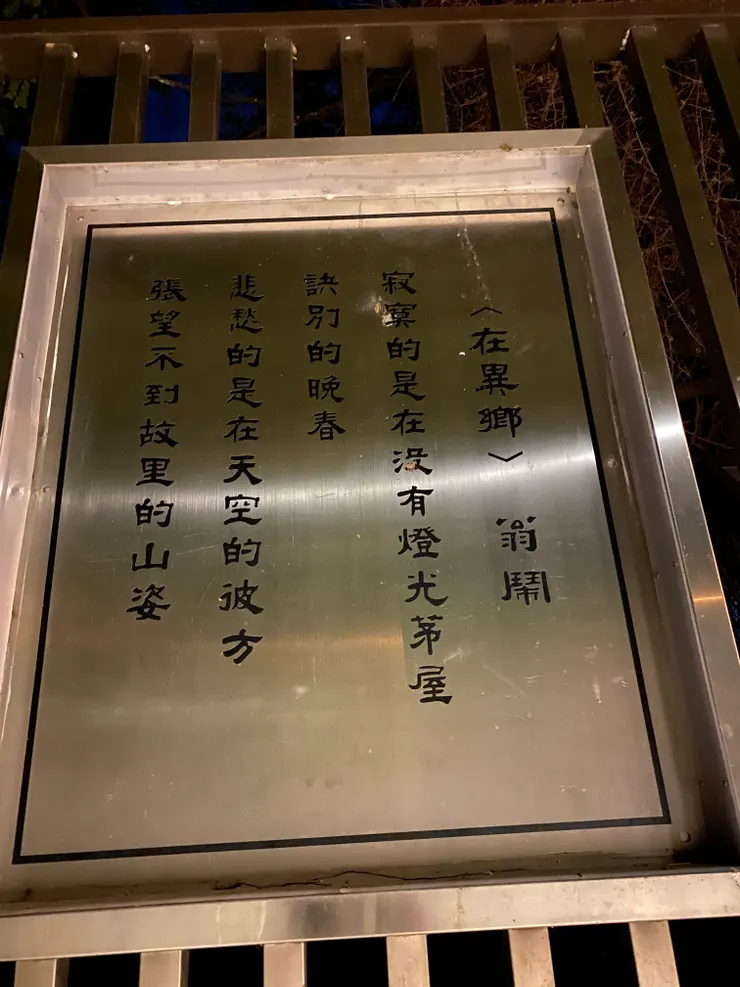 〈在異鄉〉 翁鬧
寂寞的是在沒有燈光茅屋
訣別的晚春
悲愁的是在天空的彼方
張望不到故里的山姿